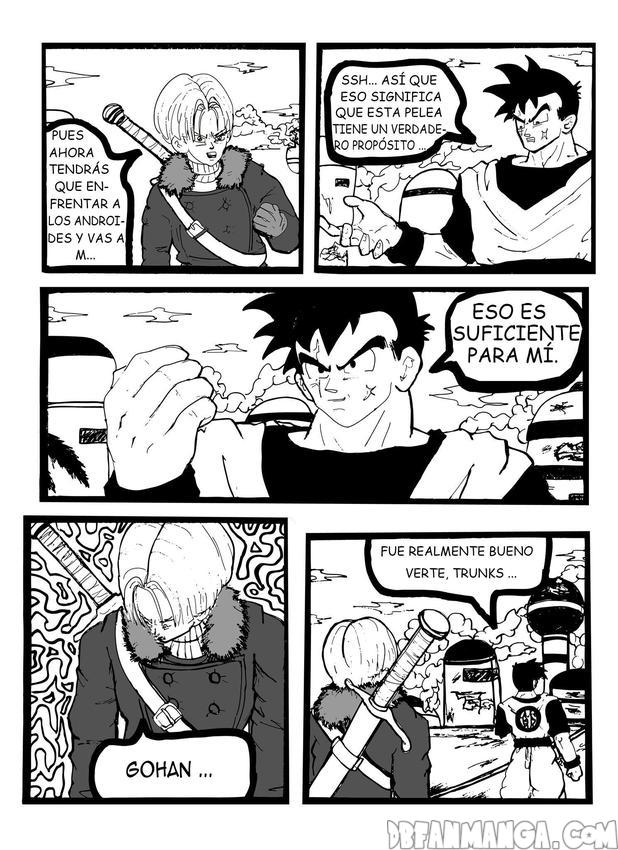 PUES
AHORA
TENDRÁS
QUE EN-
FRENTAR A
LOS ANDROI-
DES Y VAS A
M...
SSH... ASÍ QUE
ESO SIGNIFICA
QUE ESTA PELEA
TIENE UN VERDADE-
RO PROPÓSITO ...
ESO ES
SUFICIENTE
PARA MÍ.
GOHAN ...
FUE REALMENTE BUENO
VERTE, TRUNKS ...
DBFANMANGA.COM